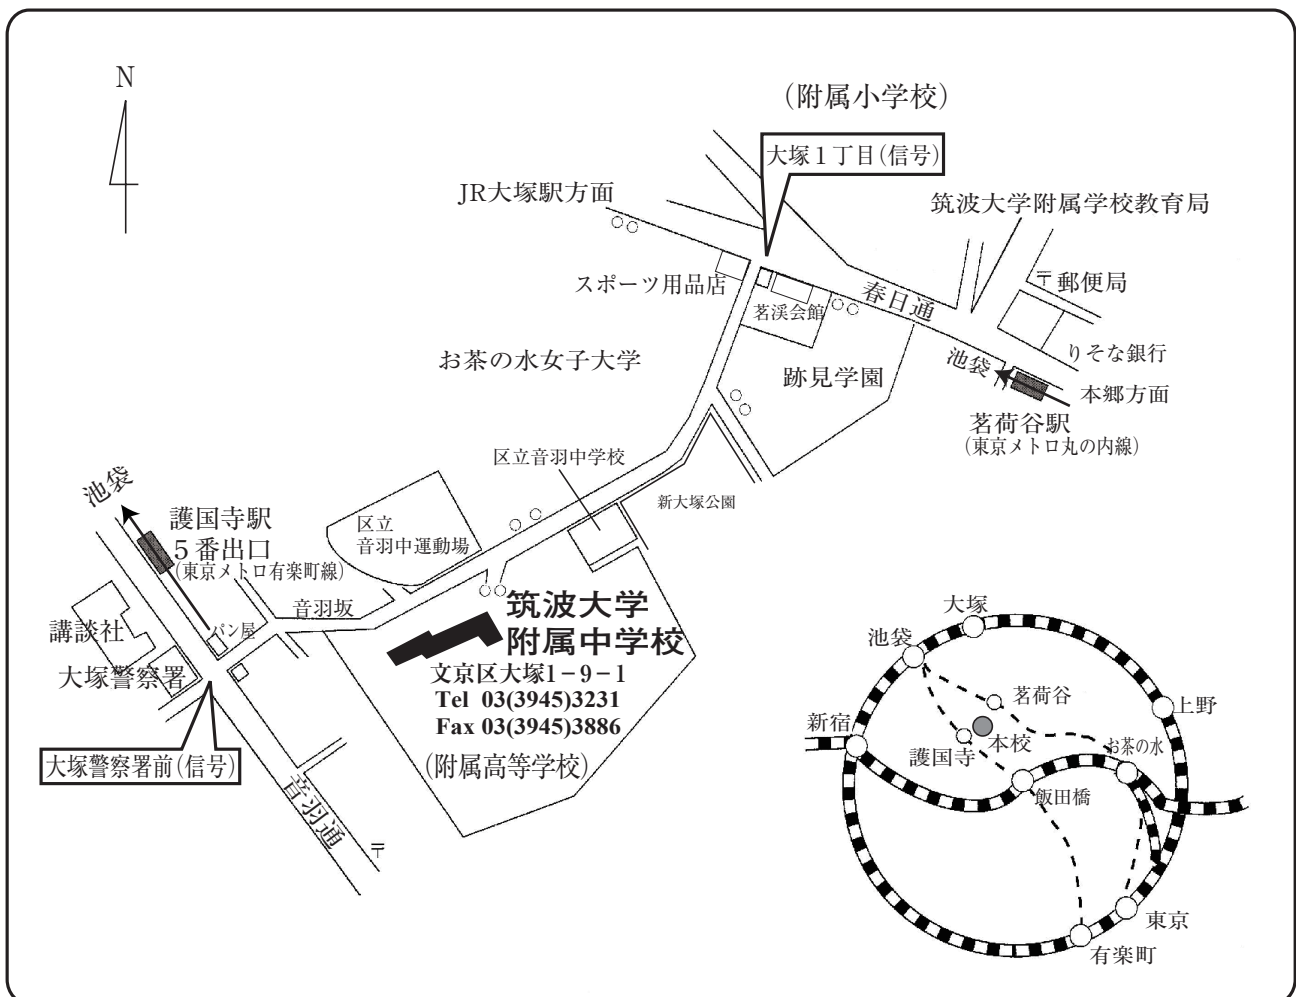 N
(附属小学校)
大塚1丁目(信号)
JR大塚駅方面
筑波大学附属学校教育局
スポーツ用品店
茗渓会館
春日通
〒郵便局
りそな銀行
お茶の水女子大学
跡見学園
池袋
本郷方面
茗荷谷駅
(東京メトロ丸の内線)
区立音羽中学校
新大塚公園
池袋
護国寺駅
5番出口
(東京メトロ有楽町線)
区立
音羽中運動場
音羽坂
パン屋
講談社
大塚警察署
大塚警察署前(信号)
音羽通
〒
筑波大学
附属中学校
文京区大塚1−9−1
Tel 03(3945)3231
Fax 03(3945)3886
(附属高等学校)
大塚
池袋
茗荷谷
上野
新宿
護国寺
本校
お茶の水
飯田橋
東京
有楽町